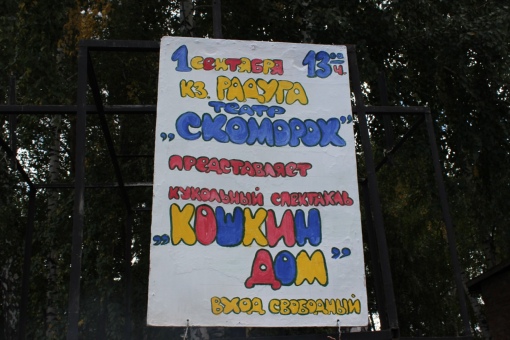 1 сентября 13 00 ч.
КЗ. РАДУГА
ТЕАТР
„СКОМОРОХ"
ПРЕДСТАВЛЯЕТ
КУКОЛЬНЫЙ СПЕКТАКЛЬ
„КОШКИН
ДОМ"
ВХОД СВОБОДНЫЙ